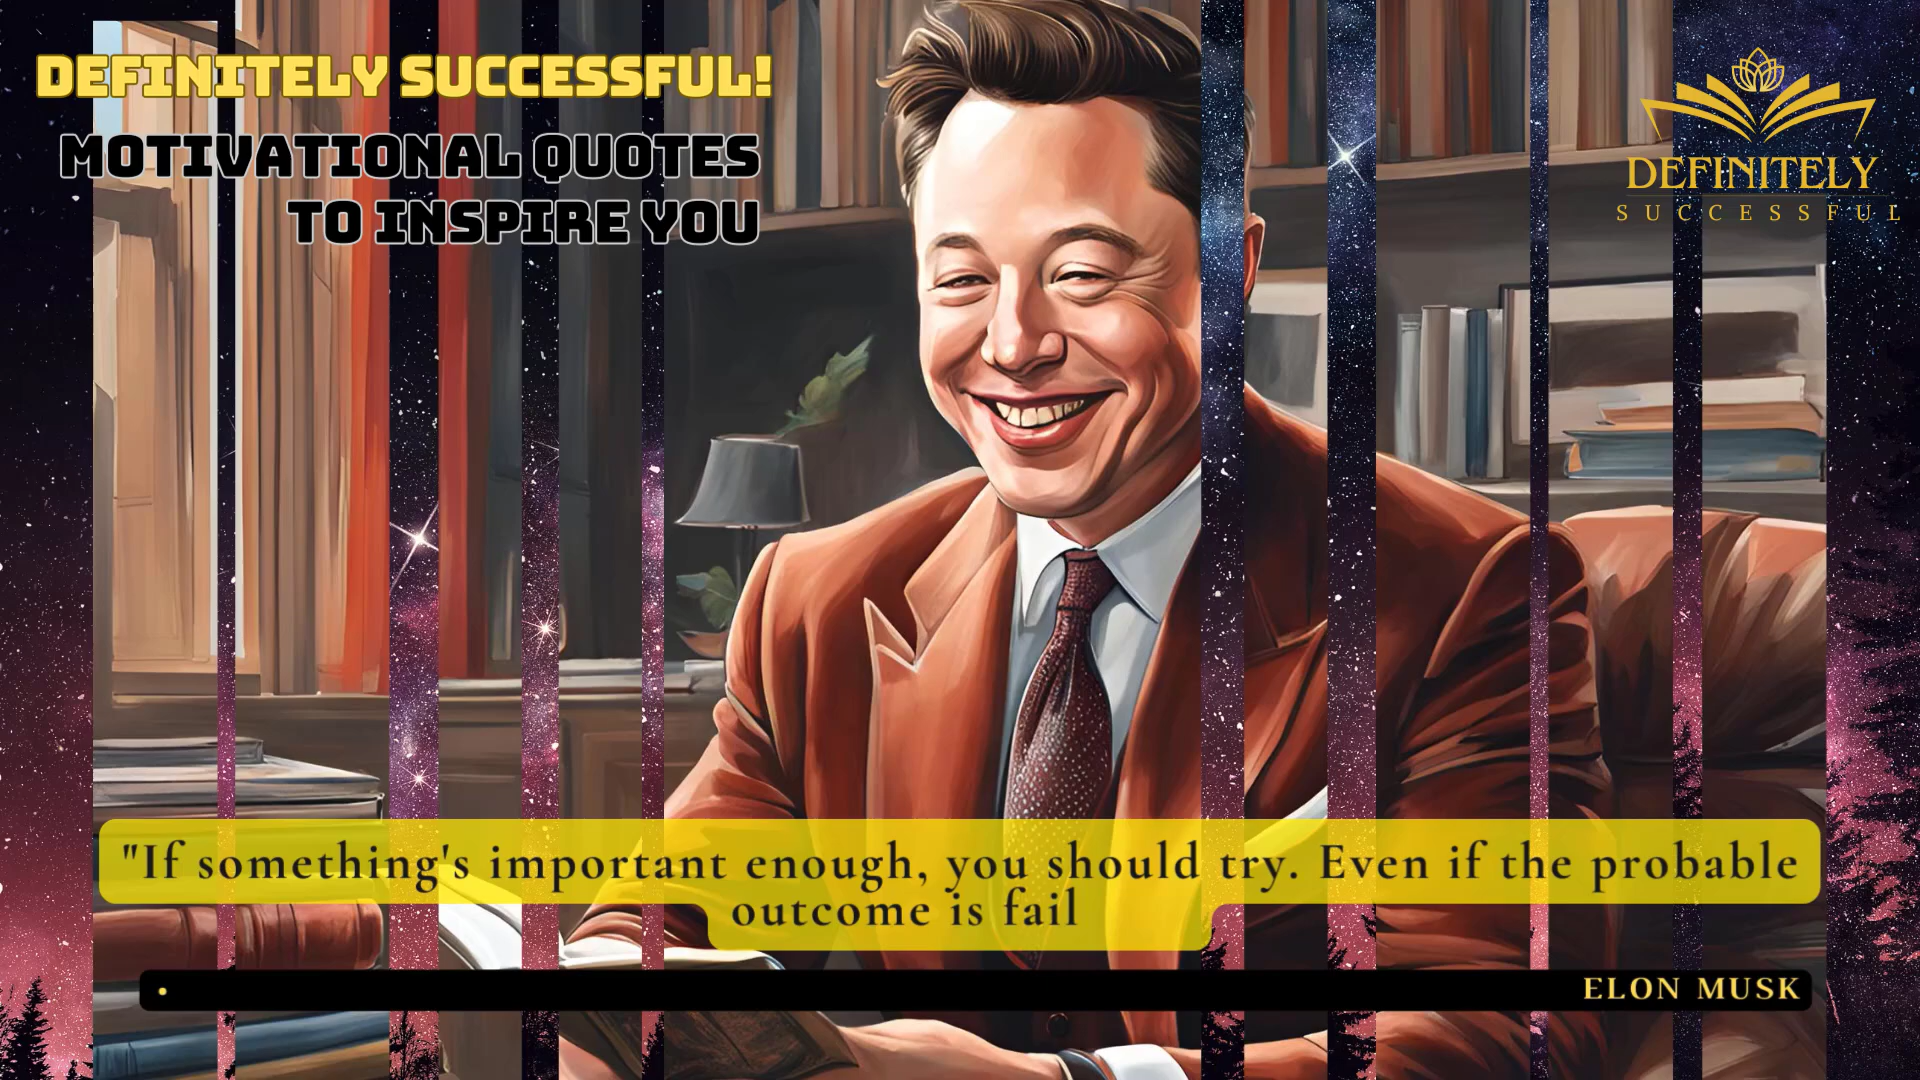 DEFINITELY SUCCESSFUL!
MOTIVATIONAL QUOTES
TO INSPIRE YOU
DEFINITELY
SUCCESSFUL
"If something's important enough, you should try. Even if the probable
outcome is fail
ELON MUSK